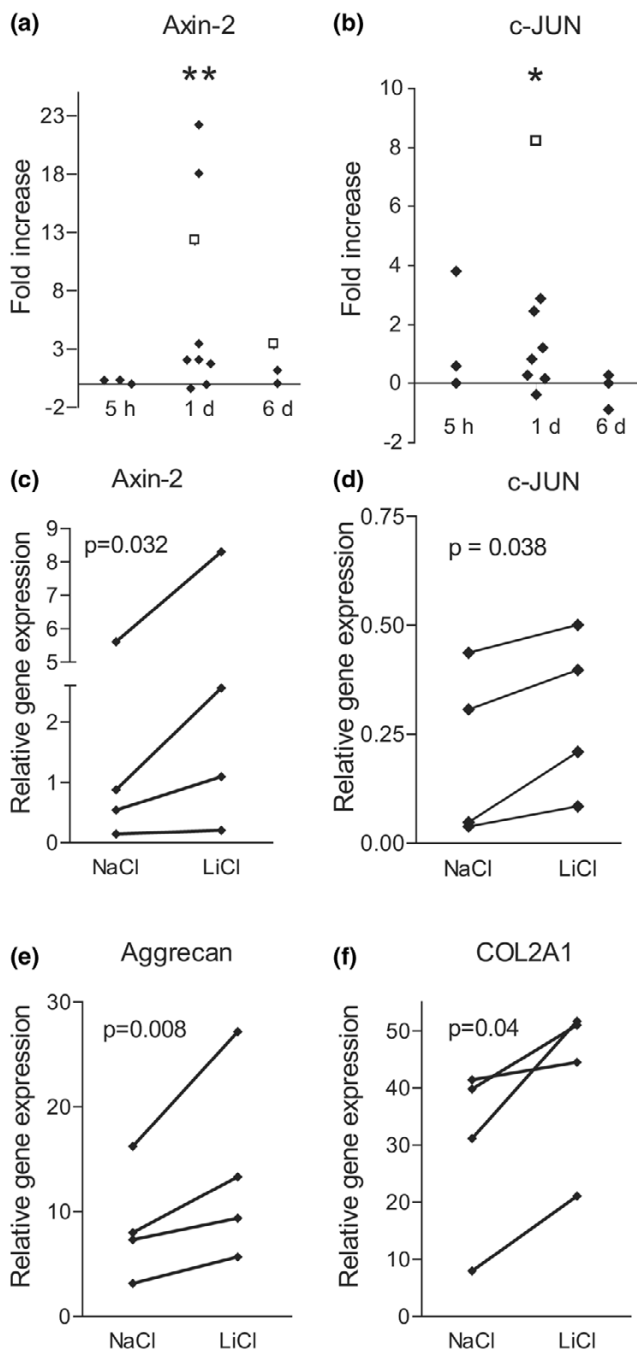 (a) Axin-2
**
Fold increase
23
18
13
8
3
-2
5 h 1 d 6 d
(b) c-JUN
*
Fold increase
10
8
6
4
2
0
-2
5 h 1 d 6 d
(c) Axin-2
p=0.032
Relative gene expression
9
8
7
6
5
2
1
0
NaCl LiCl
(d) c-JUN
p = 0.038
Relative gene expression
0.75
0.50
0.25
0.00
NaCl LiCl
(e) Aggrecan
p=0.008
Relative gene expression
30
20
10
0
NaCl LiCl
(f) COL2A1
p=0.04
Relative gene expression
50
40
30
20
10
0
NaCl LiCl